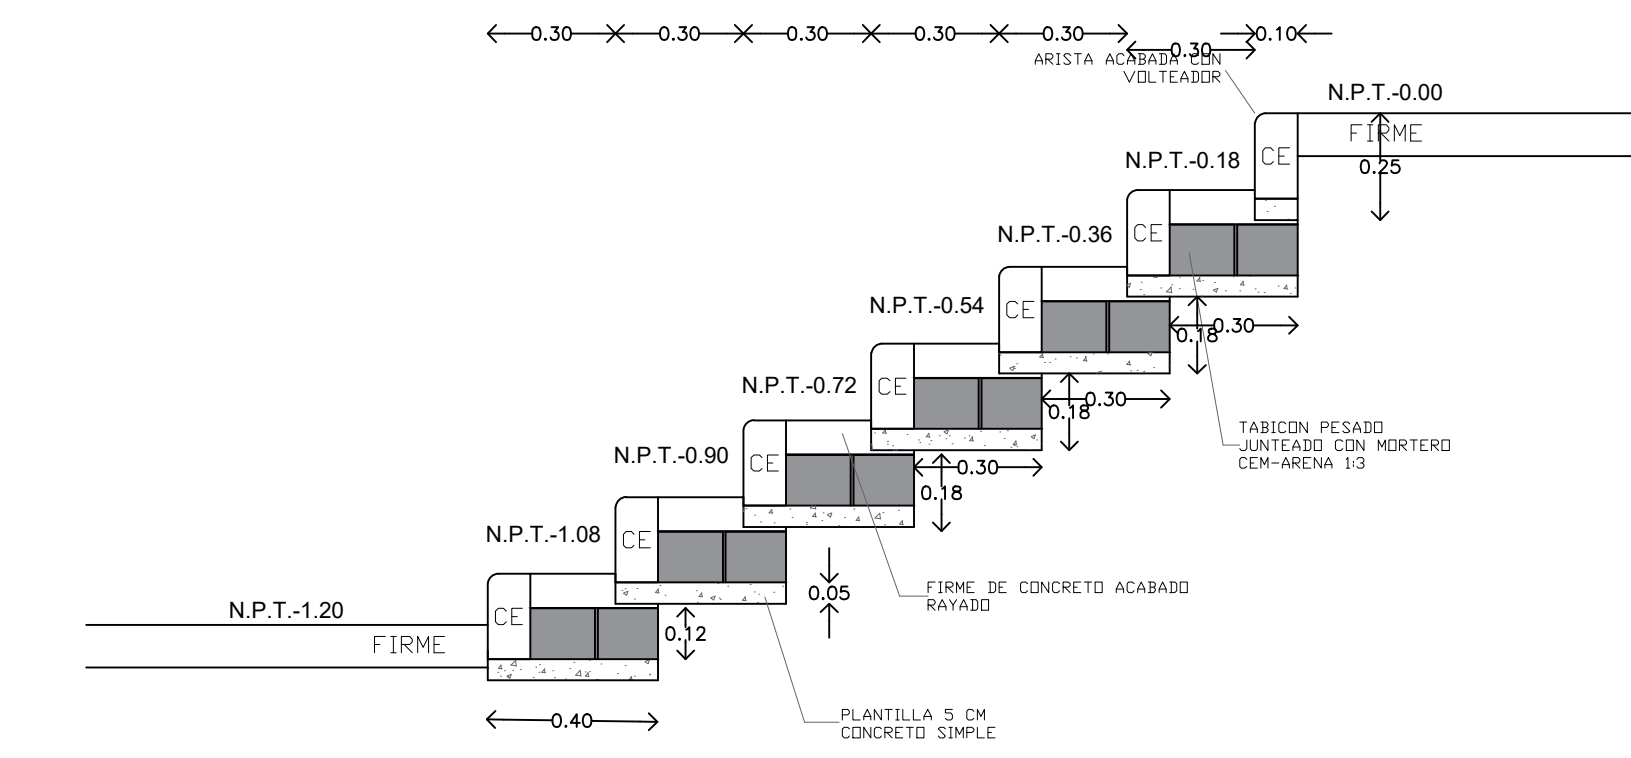 0.30 0.30 0.30 0.30 0.30 0.10
0.30
ARISTA ACABADA CON
VOLTEADOR
N.P.T.-0.00
FIRME
CE
N.P.T.-0.18
0.25
CE
N.P.T.-0.36
CE
N.P.T.-0.54
0.30
0.18
CE
N.P.T.-0.72
0.30
0.18
TABICON PESADO
JUNTEADO CON MORTERO
CEM-ARENA 1:3
CE
N.P.T.-0.90
0.30
0.18
CE
N.P.T.-1.08
0.05
FIRME DE CONCRETO ACABADO
RAYADO
N.P.T.-1.20
CE
FIRME
0.12
PLANTILLA 5 CM
CONCRETO SIMPLE
0.40